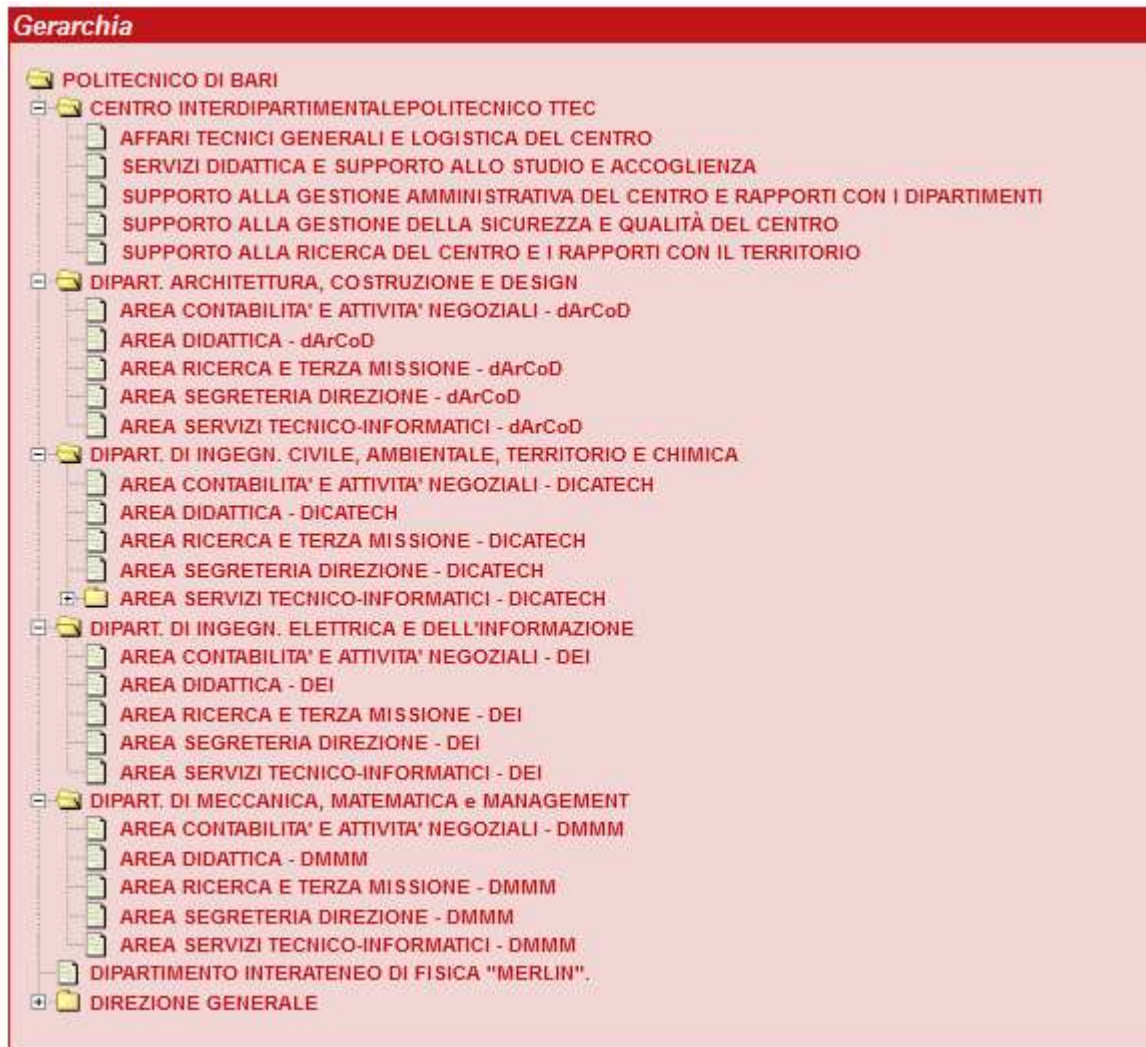 Gerarchia
POLITECNICO DI BARI
CENTRO INTERDIPARTIMENTALEPOLITECNICO TTEC
AFFARI TECNICI GENERALI E LOGISTICA DEL CENTRO
SERVIZI DIDATTICA E SUPPORTO ALLO STUDIO E ACCOGLIENZA
SUPPORTO ALLA GESTIONE AMMINISTRATIVA DEL CENTRO E RAPPORTI CON I DIPARTIMENTI
SUPPORTO ALLA GESTIONE DELLA SICUREZZA E QUALITÀ DEL CENTRO
SUPPORTO ALLA RICERCA DEL CENTRO E I RAPPORTI CON IL TERRITORIO
DIPART. ARCHITETTURA, COSTRUZIONE E DESIGN
AREA CONTABILITA' E ATTIVITA' NEGOZIALI - dArCoD
AREA DIDATTICA - dArCoD
AREA RICERCA E TERZA MISSIONE - dArCoD
AREA SEGRETERIA DIREZIONE - dArCoD
AREA SERVIZI TECNICO-INFORMATICI - dArCoD
DIPART. DI INGEGN. CIVILE, AMBIENTALE, TERRITORIO E CHIMICA
AREA CONTABILITA' E ATTIVITA' NEGOZIALI - DICATECH
AREA DIDATTICA - DICATECH
AREA RICERCA E TERZA MISSIONE - DICATECH
AREA SEGRETERIA DIREZIONE - DICATECH
AREA SERVIZI TECNICO-INFORMATICI - DICATECH
DIPART. DI INGEGN. ELETTRICA E DELL'INFORMAZIONE
AREA CONTABILITA' E ATTIVITA' NEGOZIALI - DEI
AREA DIDATTICA - DEI
AREA RICERCA E TERZA MISSIONE - DEI
AREA SEGRETERIA DIREZIONE - DEI
AREA SERVIZI TECNICO-INFORMATICI - DEI
DIPART. DI MECCANICA, MATEMATICA e MANAGEMENT
AREA CONTABILITA' E ATTIVITA' NEGOZIALI - DMMM
AREA DIDATTICA - DMMM
AREA RICERCA E TERZA MISSIONE - DMMM
AREA SEGRETERIA DIREZIONE - DMMM
AREA SERVIZI TECNICO-INFORMATICI - DMMM
DIPARTIMENTO INTERATENEO DI FISICA "MERLIN".
DIREZIONE GENERALE